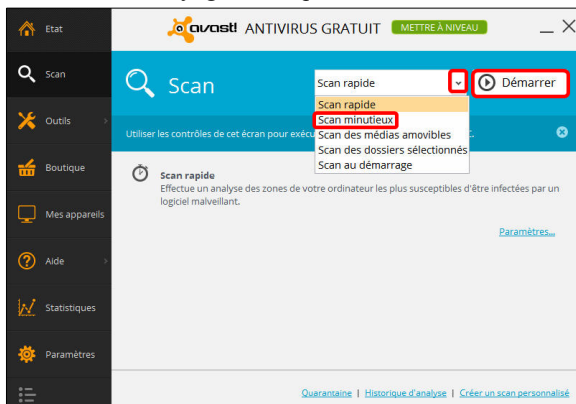 Etat
avast! ANTIVIRUS GRATUIT METTRE À NIVEAU
Scan
Scan
Scan rapide
Démarrer
Scan rapide
Scan minutieux
Scan des médias amovibles
Scan des dossiers sélectionnés
Scan au démarrage
Outils
Utiliser les contrôles de cet écran pour
Boutique
Scan rapide
Effectue un analyse des zones de votre ordinateur les plus susceptibles d'être infectées par un
logiciel malveillant.
Mes appareils
Paramètres...
Aide
Statistiques
Paramètres
Quarantaine | Historique d'analyse | Créer un scan personnalisé